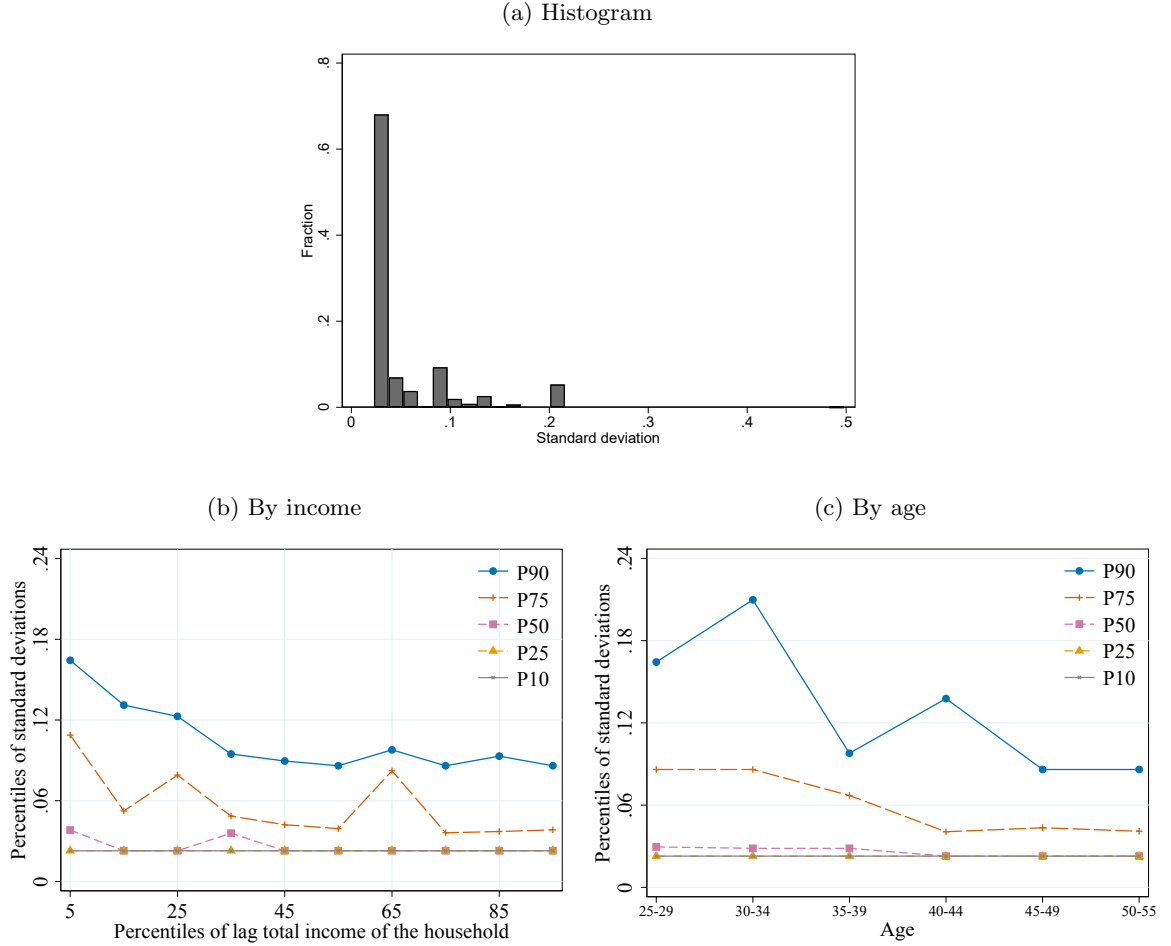 (a) Histogram
.8
.6
.4
.2
0
Fraction
0 .1 .2 .3 .4 .5
Standard deviation
(b) By income
.24
.18
.12
.06
0
Percentiles of standard deviations
P90
P75
P50
P25
P10
5 25 45 65 85
Percentiles of lag total income of the household
(c) By age
.24
.18
.12
.06
0
Percentiles of standard deviations
P90
P75
P50
P25
P10
25-29 30-34 35-39 40-44 45-49 50-55
Age